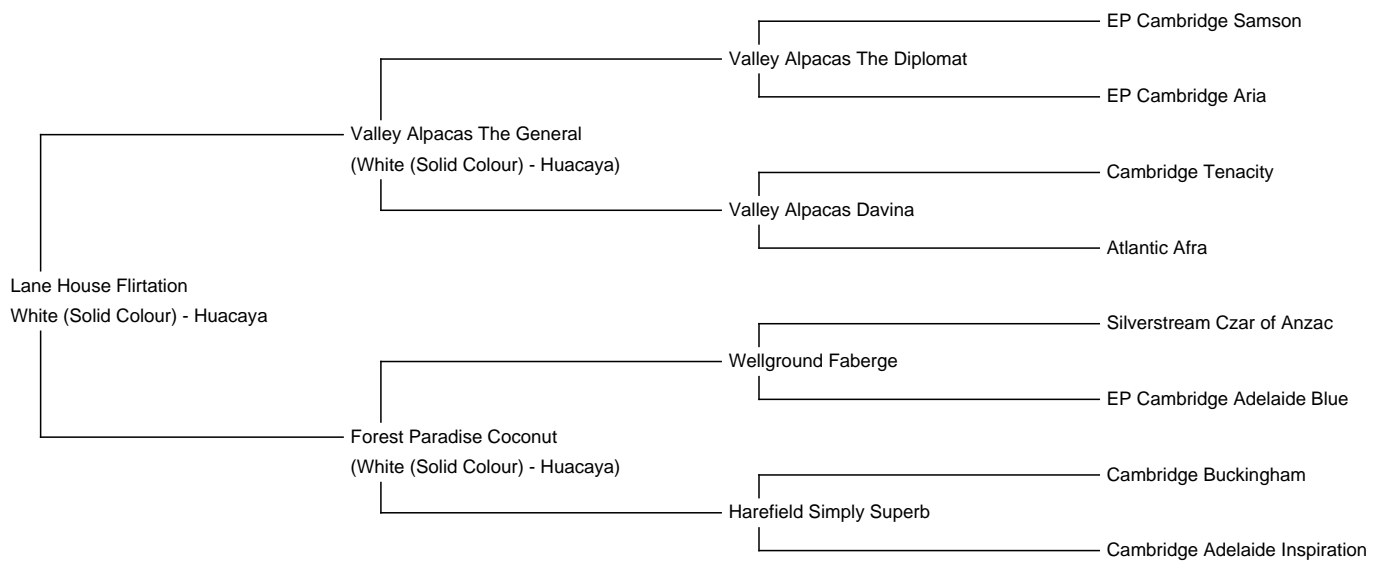 EP Cambridge Samson
Valley Alpacas The Diplomat
EP Cambridge Aria
Valley Alpacas The General
(White (Solid Colour) - Huacaya)
Cambridge Tenacity
Valley Alpacas Davina
Atlantic Afra
Lane House Flirtation
White (Solid Colour) - Huacaya
Silverstream Czar of Anzac
Wellground Faberge
EP Cambridge Adelaide Blue
Forest Paradise Coconut
(White (Solid Colour) - Huacaya)
Cambridge Buckingham
Harefield Simply Superb
Cambridge Adelaide Inspiration